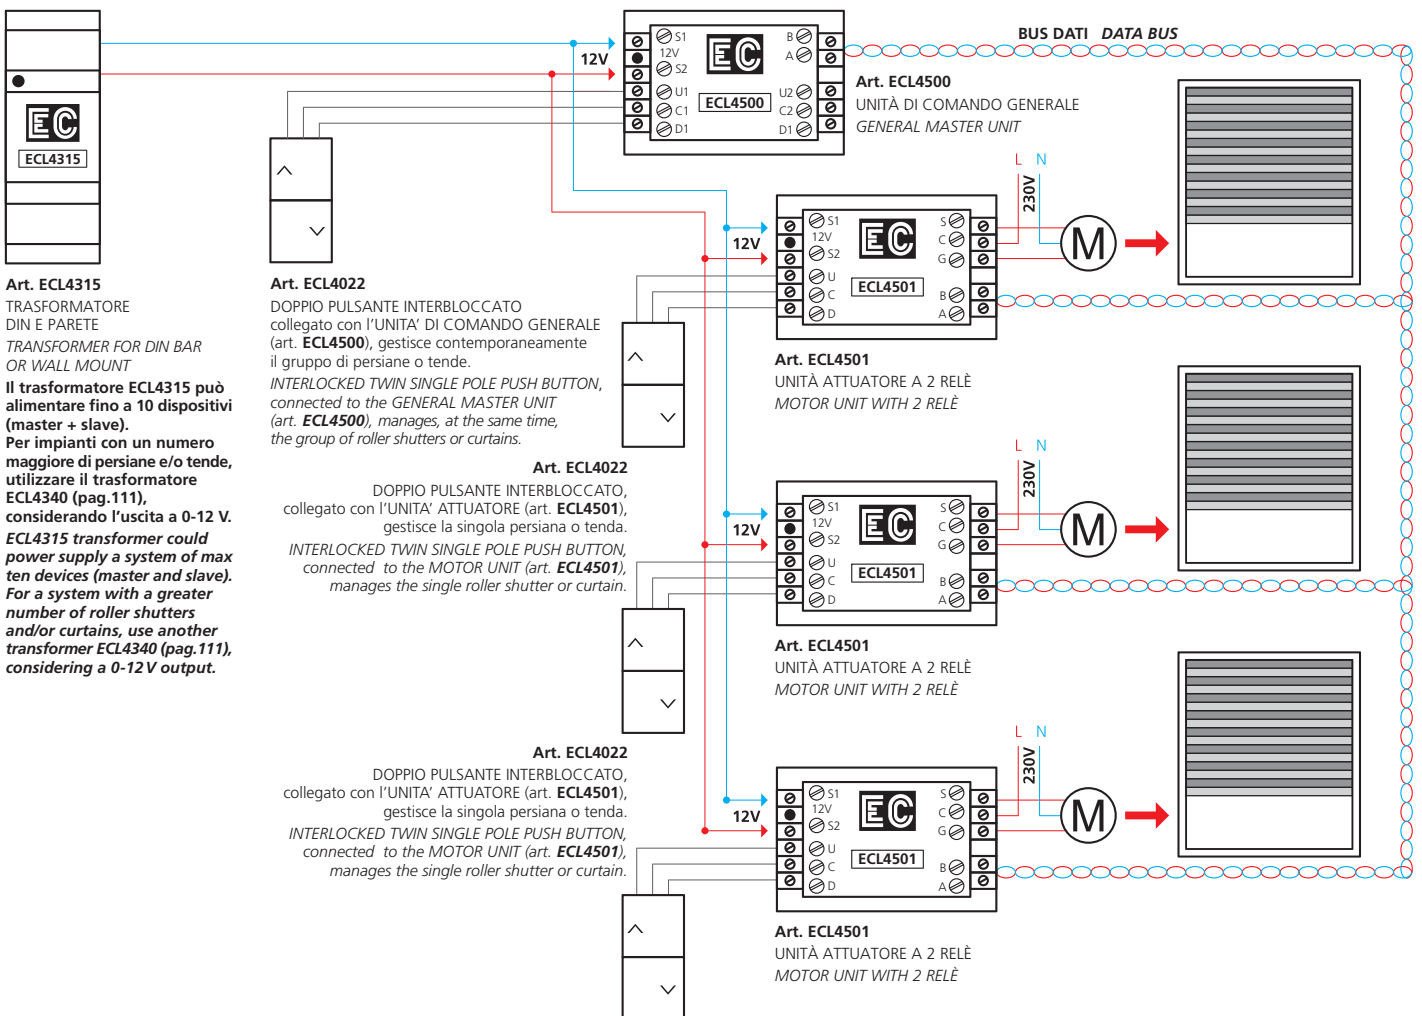 BUS DATI DATA BUS
12V
S1
12V
S2
U1
C1
D1
EC
ECL4500
B
A
U2
C2
D1
Art. ECL4500
UNITÀ DI COMANDO GENERALE
GENERAL MASTER UNIT
EC
ECL4315
Art. ECL4315
TRASFORMATORE
DIN E PARETE
TRANSFORMER FOR DIN BAR
OR WALL MOUNT
Il trasformatore ECL4315 può
alimentare fino a 10 dispositivi
(master + slave).
Per impianti con un numero
maggiore di persiane e/o tende,
utilizzare il trasformatore
ECL4340 (pag.111),
considerando l'uscita a 0-12 V.
ECL4315 transformer could
power supply a system of max
ten devices (master and slave).
For a system with a greater
number of roller shutters
and/or curtains, use another
transformer ECL4340 (pag.111),
considering a 0-12 V output.
Art. ECL4022
DOPPIO PULSANTE INTERBLOCCATO
collegato con l'UNITA' DI COMANDO GENERALE
(art. ECL4500), gestisce contemporaneamente
il gruppo di persiane o tende.
INTERLOCKED TWIN SINGLE POLE PUSH BUTTON,
connected to the GENERAL MASTER UNIT
(art. ECL4500), manages, at the same time,
the group of roller shutters or curtains.
12V
S1
12V
S2
U
C
D
EC
ECL4501
S
C
G
B
A
L N
230V
M
Art. ECL4501
UNITÀ ATTUATORE A 2 RELÈ
MOTOR UNIT WITH 2 RELÈ
Art. ECL4022
DOPPIO PULSANTE INTERBLOCCATO,
collegato con l'UNITA' ATTUATORE (art. ECL4501),
gestisce la singola persiana o tenda.
INTERLOCKED TWIN SINGLE POLE PUSH BUTTON,
connected to the MOTOR UNIT (art. ECL4501),
manages the single roller shutter or curtain.
12V
S1
12V
S2
U
C
D
EC
ECL4501
S
C
G
B
A
L N
230V
M
Art. ECL4501
UNITÀ ATTUATORE A 2 RELÈ
MOTOR UNIT WITH 2 RELÈ
Art. ECL4022
DOPPIO PULSANTE INTERBLOCCATO,
collegato con l'UNITA' ATTUATORE (art. ECL4501),
gestisce la singola persiana o tenda.
INTERLOCKED TWIN SINGLE POLE PUSH BUTTON,
connected to the MOTOR UNIT (art. ECL4501),
manages the single roller shutter or curtain.
12V
S1
12V
S2
U
C
D
EC
ECL4501
S
C
G
B
A
L N
230V
M
Art. ECL4501
UNITÀ ATTUATORE A 2 RELÈ
MOTOR UNIT WITH 2 RELÈ